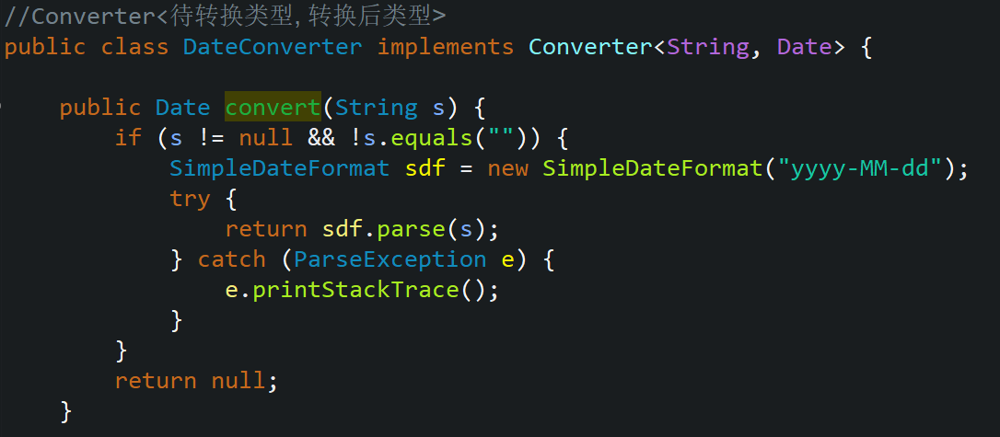 //Converter<待转换类型,转换后类型>
public class DateConverter implements Converter<String, Date> {
public Date convert(String s) {
if (s != null && !s.equals("")) {
SimpleDateFormat sdf = new SimpleDateFormat("yyyy-MM-dd");
try {
return sdf.parse(s);
} catch (ParseException e) {
e.printStackTrace();
}
}
return null;
}